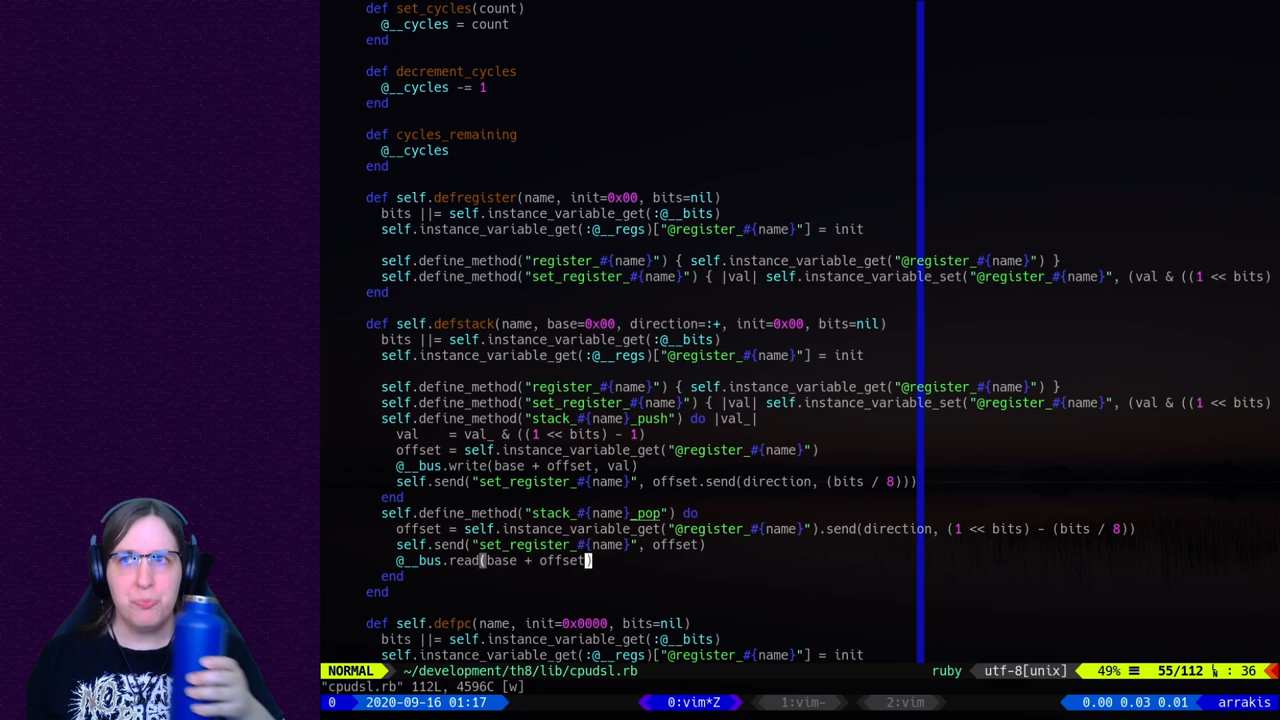 def set_cycles(count)
@__cycles = count
end
def decrement_cycles
@__cycles -= 1
end
def cycles_remaining
@__cycles
end
def self.defregister(name, init=0x00, bits=nil)
bits ||= self.instance_variable_get(:@__bits)
self.instance_variable_get(:@__regs)["@register_#{name}"] = init
self.define_method("register_#{name}") { self.instance_variable_get("@register_#{name}") }
self.define_method("set_register_#{name}") { |val| self.instance_variable_set("@register_#{name}", (val & ((1 << bits)
end
def self.defstack(name, base=0x00, direction=:+, init=0x00, bits=nil)
bits ||= self.instance_variable_get(:@__bits)
self.instance_variable_get(:@__regs)["@register_#{name}"] = init
self.define_method("register_#{name}") { self.instance_variable_get("@register_#{name}") }
self.define_method("set_register_#{name}") { |val| self.instance_variable_set("@register_#{name}", (val & ((1 << bits)
self.define_method("stack_#{name}_push") do |val_|
val    = val_ & ((1 << bits) - 1)
offset = self.instance_variable_get("@register_#{name}")
@__bus.write(base + offset, val)
self.send("set_register_#{name}", offset.send(direction, (bits / 8)))
end
self.define_method("stack_#{name}_pop") do
offset = self.instance_variable_get("@register_#{name}").send(direction, (1 << bits) - (bits / 8))
self.send("set_register_#{name}", offset)
@__bus.read(base + offset)
end
end
def self.defpc(name, init=0x0000, bits=nil)
bits ||= self.instance_variable_get(:@__bits)
self.instance_variable_get(:@__regs)["@register_#{name}"] = init
NORMAL ~/development/th8/lib/cpudsl.rb ruby utf-8[unix] 49% 55/112 : 36
"cpudsl.rb" 112L, 4596C [w]
0 2020-09-16 01:17 0:vim*Z 1:vim- 2:vim 0.00 0.03 0.01 arrakis